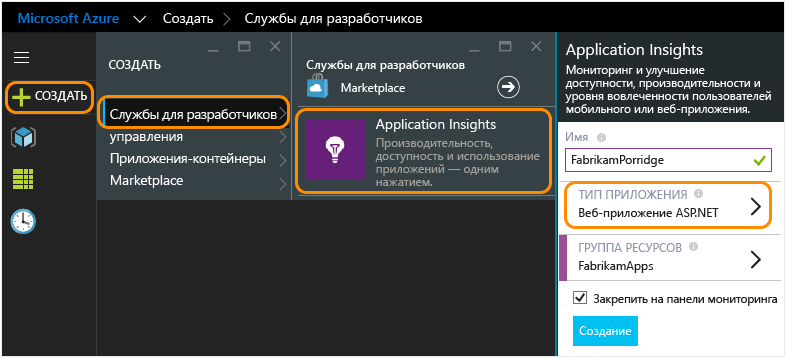 Microsoft Azure Создать Службы для разработчиков
СОЗДАТЬ
СОЗДАТЬ
Службы для разработчиков
управления
Приложения-контейнеры
Marketplace
Службы для разработчиков
Marketplace
Application Insights
Производительность,
доступность и использование
приложений — одним
нажатием.
Application Insights
Мониторинг и улучшение
доступности, производительности и
уровня вовлеченности пользователей
мобильного или веб-приложения.
Имя
FabrikamPorridge
ТИП ПРИЛОЖЕНИЯ
Веб-приложение ASP.NET
ГРУППА РЕСУРСОВ
FabrikamApps
Закрепить на панели мониторинга
Создание